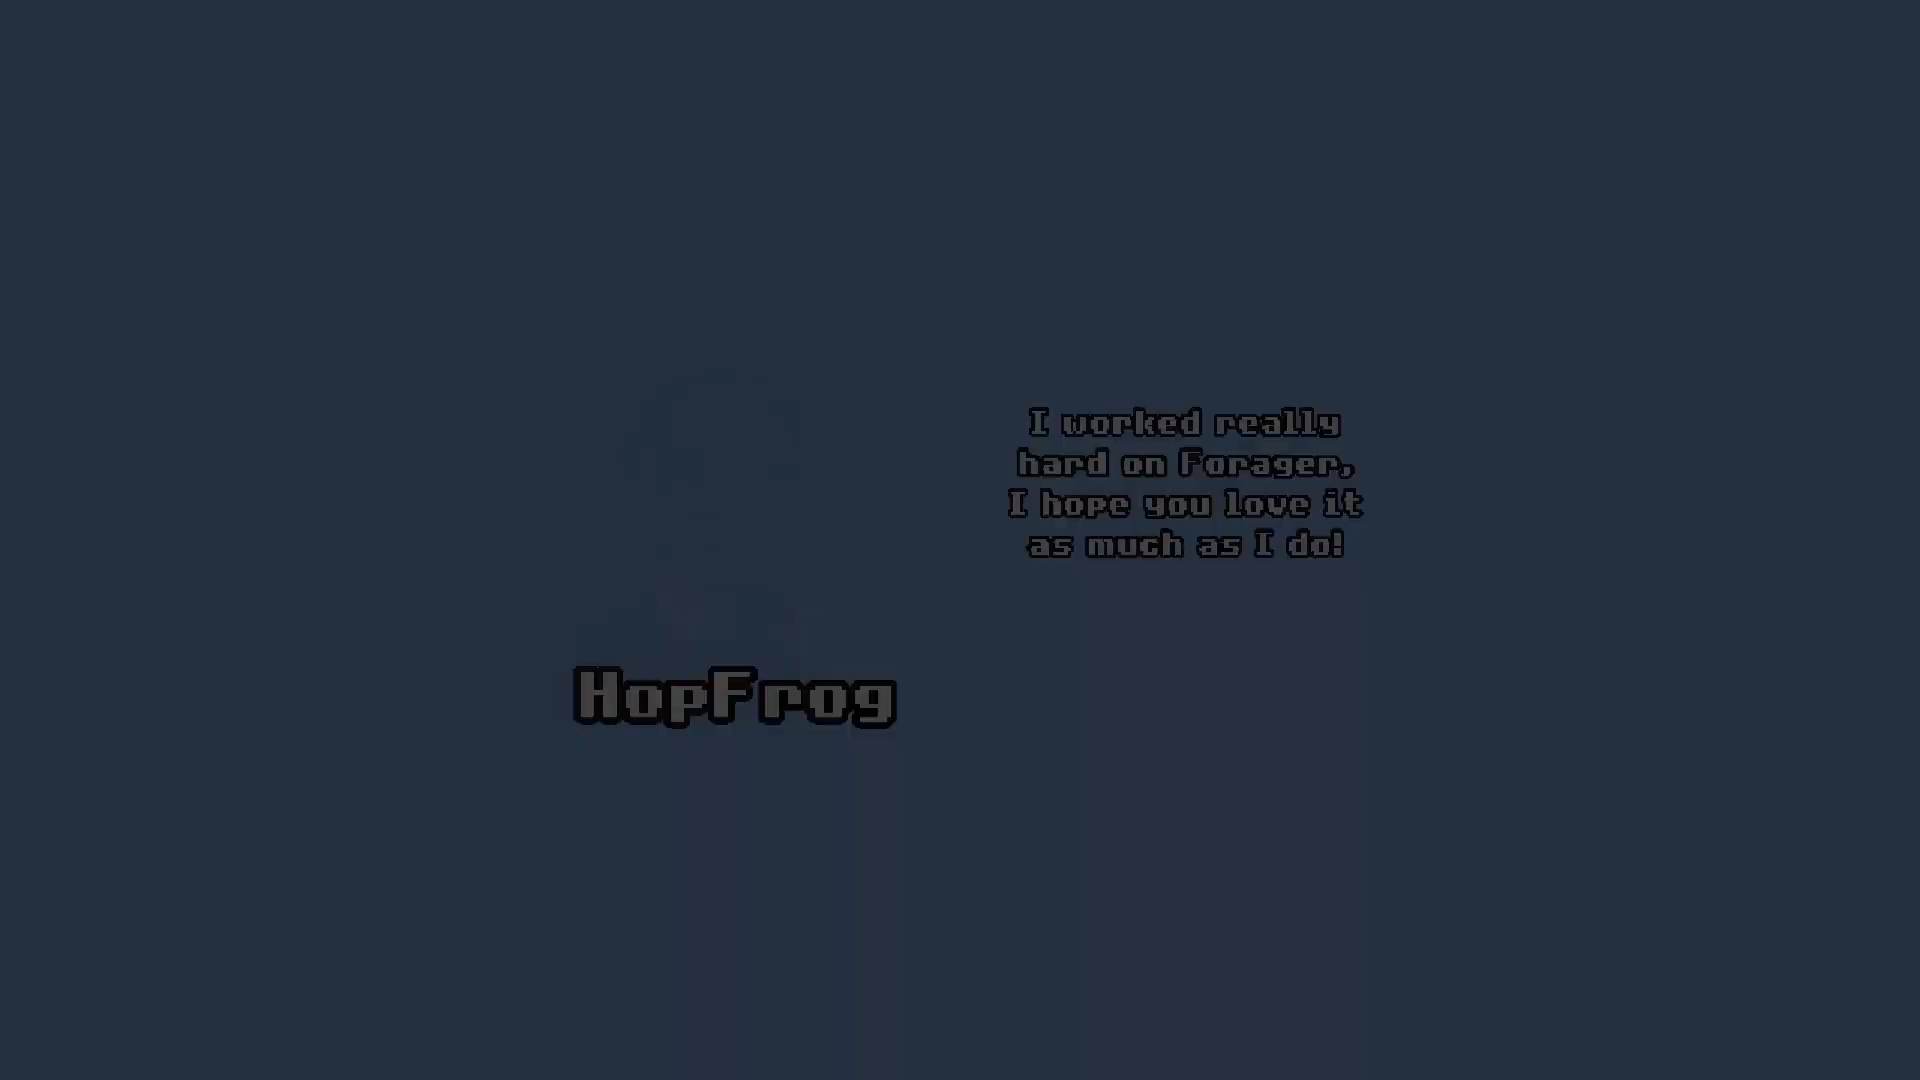 I worked really
hard on Forager,
I hope you love it
as much as I do!
HopFrog